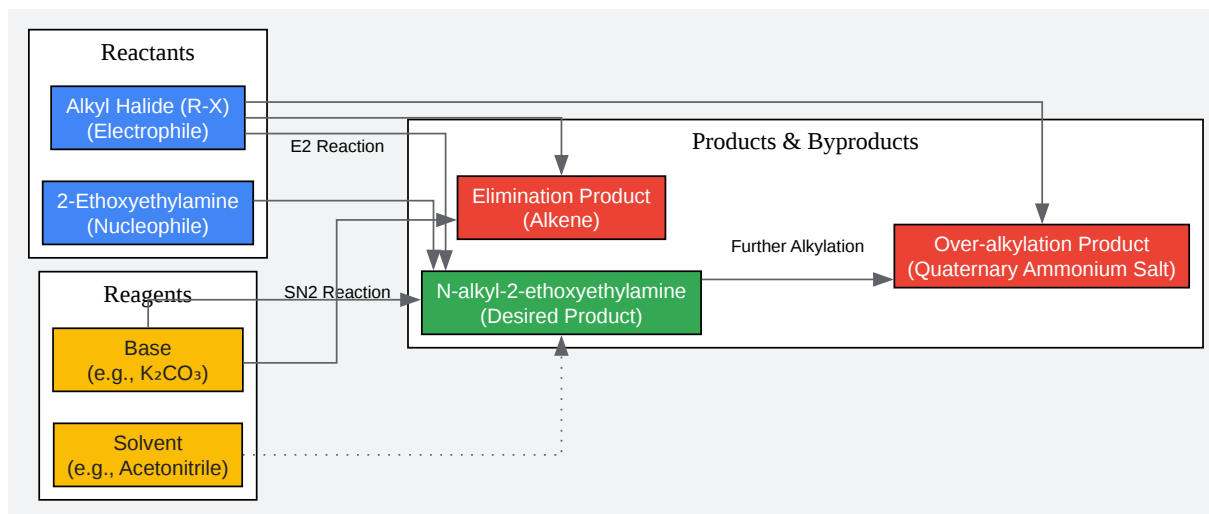 Reactants
Alkyl Halide (R-X)
(Electrophile)
2-Ethoxyethylamine
(Nucleophile)
Reagents
Base
(e.g., K₂CO₃)
Solvent
(e.g., Acetonitrile)
E2 Reaction
SN2 Reaction
Products & Byproducts
Elimination Product
(Alkene)
N-alkyl-2-ethoxyethylamine
(Desired Product)
Further Alkylation
Over-alkylation Product
(Quaternary Ammonium Salt)